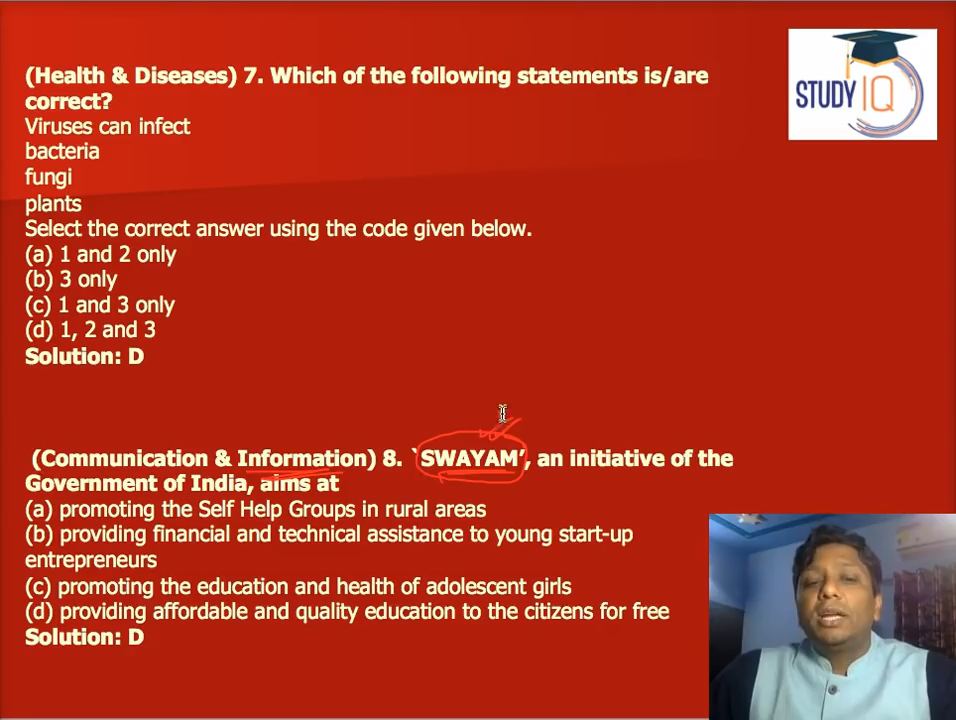 (Health & Diseases) 7. Which of the following statements is/are
correct?
Viruses can infect
bacteria
fungi
plants
Select the correct answer using the code given below.
(a) 1 and 2 only
(b) 3 only
(c) 1 and 3 only
(d) 1, 2 and 3
Solution: D
STUDY IQ
(Communication & Information) 8. `SWAYAM’, an initiative of the
Government of India, aims at
(a) promoting the Self Help Groups in rural areas
(b) providing financial and technical assistance to young start-up
entrepreneurs
(c) promoting the education and health of adolescent girls
(d) providing affordable and quality education to the citizens for free
Solution: D